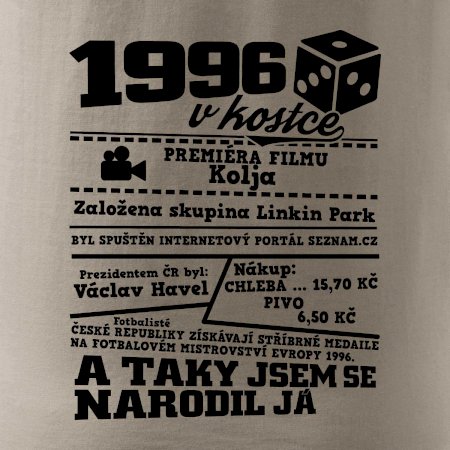 1996
v kostce
PREMIÉRA FILMU
Kolja
Založena skupina Linkin Park
BYL SPUŠTĚN INTERNETOVÝ PORTÁL SEZNAM.CZ
Prezidentem ČR byl:
Václav Havel
Nákup:
CHLEBA ... 15,70 KČ
PIVO
6,50 KČ
Fotbalisté
ČESKÉ REPUBLIKY ZÍSKÁVAJÍ STŘÍBRNÉ MEDAILE
NA FOTBALOVÉM MISTROVSTVÍ EVROPY 1996.
A TAKY JSEM SE
NARODIL JÁ